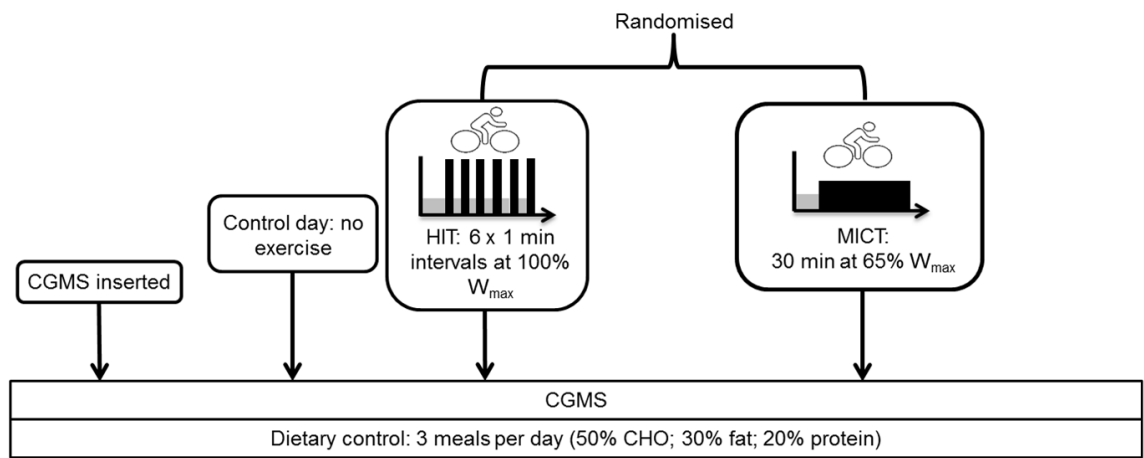 Randomised
Control day: no
exercise
CGMS inserted
HIT: 6 x 1 min
intervals at 100%
Wmax
MICT:
30 min at 65% Wmax
CGMS
Dietary control: 3 meals per day (50% CHO; 30% fat; 20% protein)